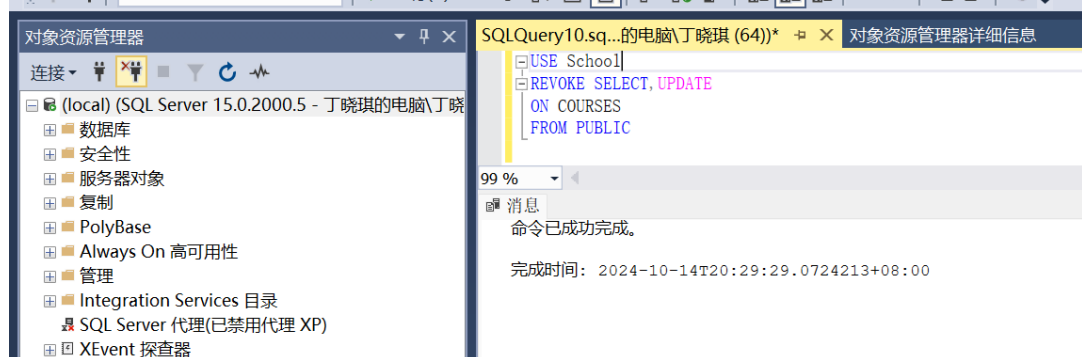 对象资源管理器
连接
(local) (SQL Server 15.0.2000.5 - 丁晓琪的电脑\丁晓
数据库
安全性
服务器对象
复制
PolyBase
Always On 高可用性
管理
Integration Services 目录
SQL Server 代理(已禁用代理 XP)
XEvent 探查器
SQLQuery10.sq...的电脑\丁晓琪 (64))* 对象资源管理器详细信息
USE School
REVOKE SELECT,UPDATE
ON COURSES
FROM PUBLIC
99 %
消息
命令已成功完成。
完成时间: 2024-10-14T20:29:29.0724213+08:00